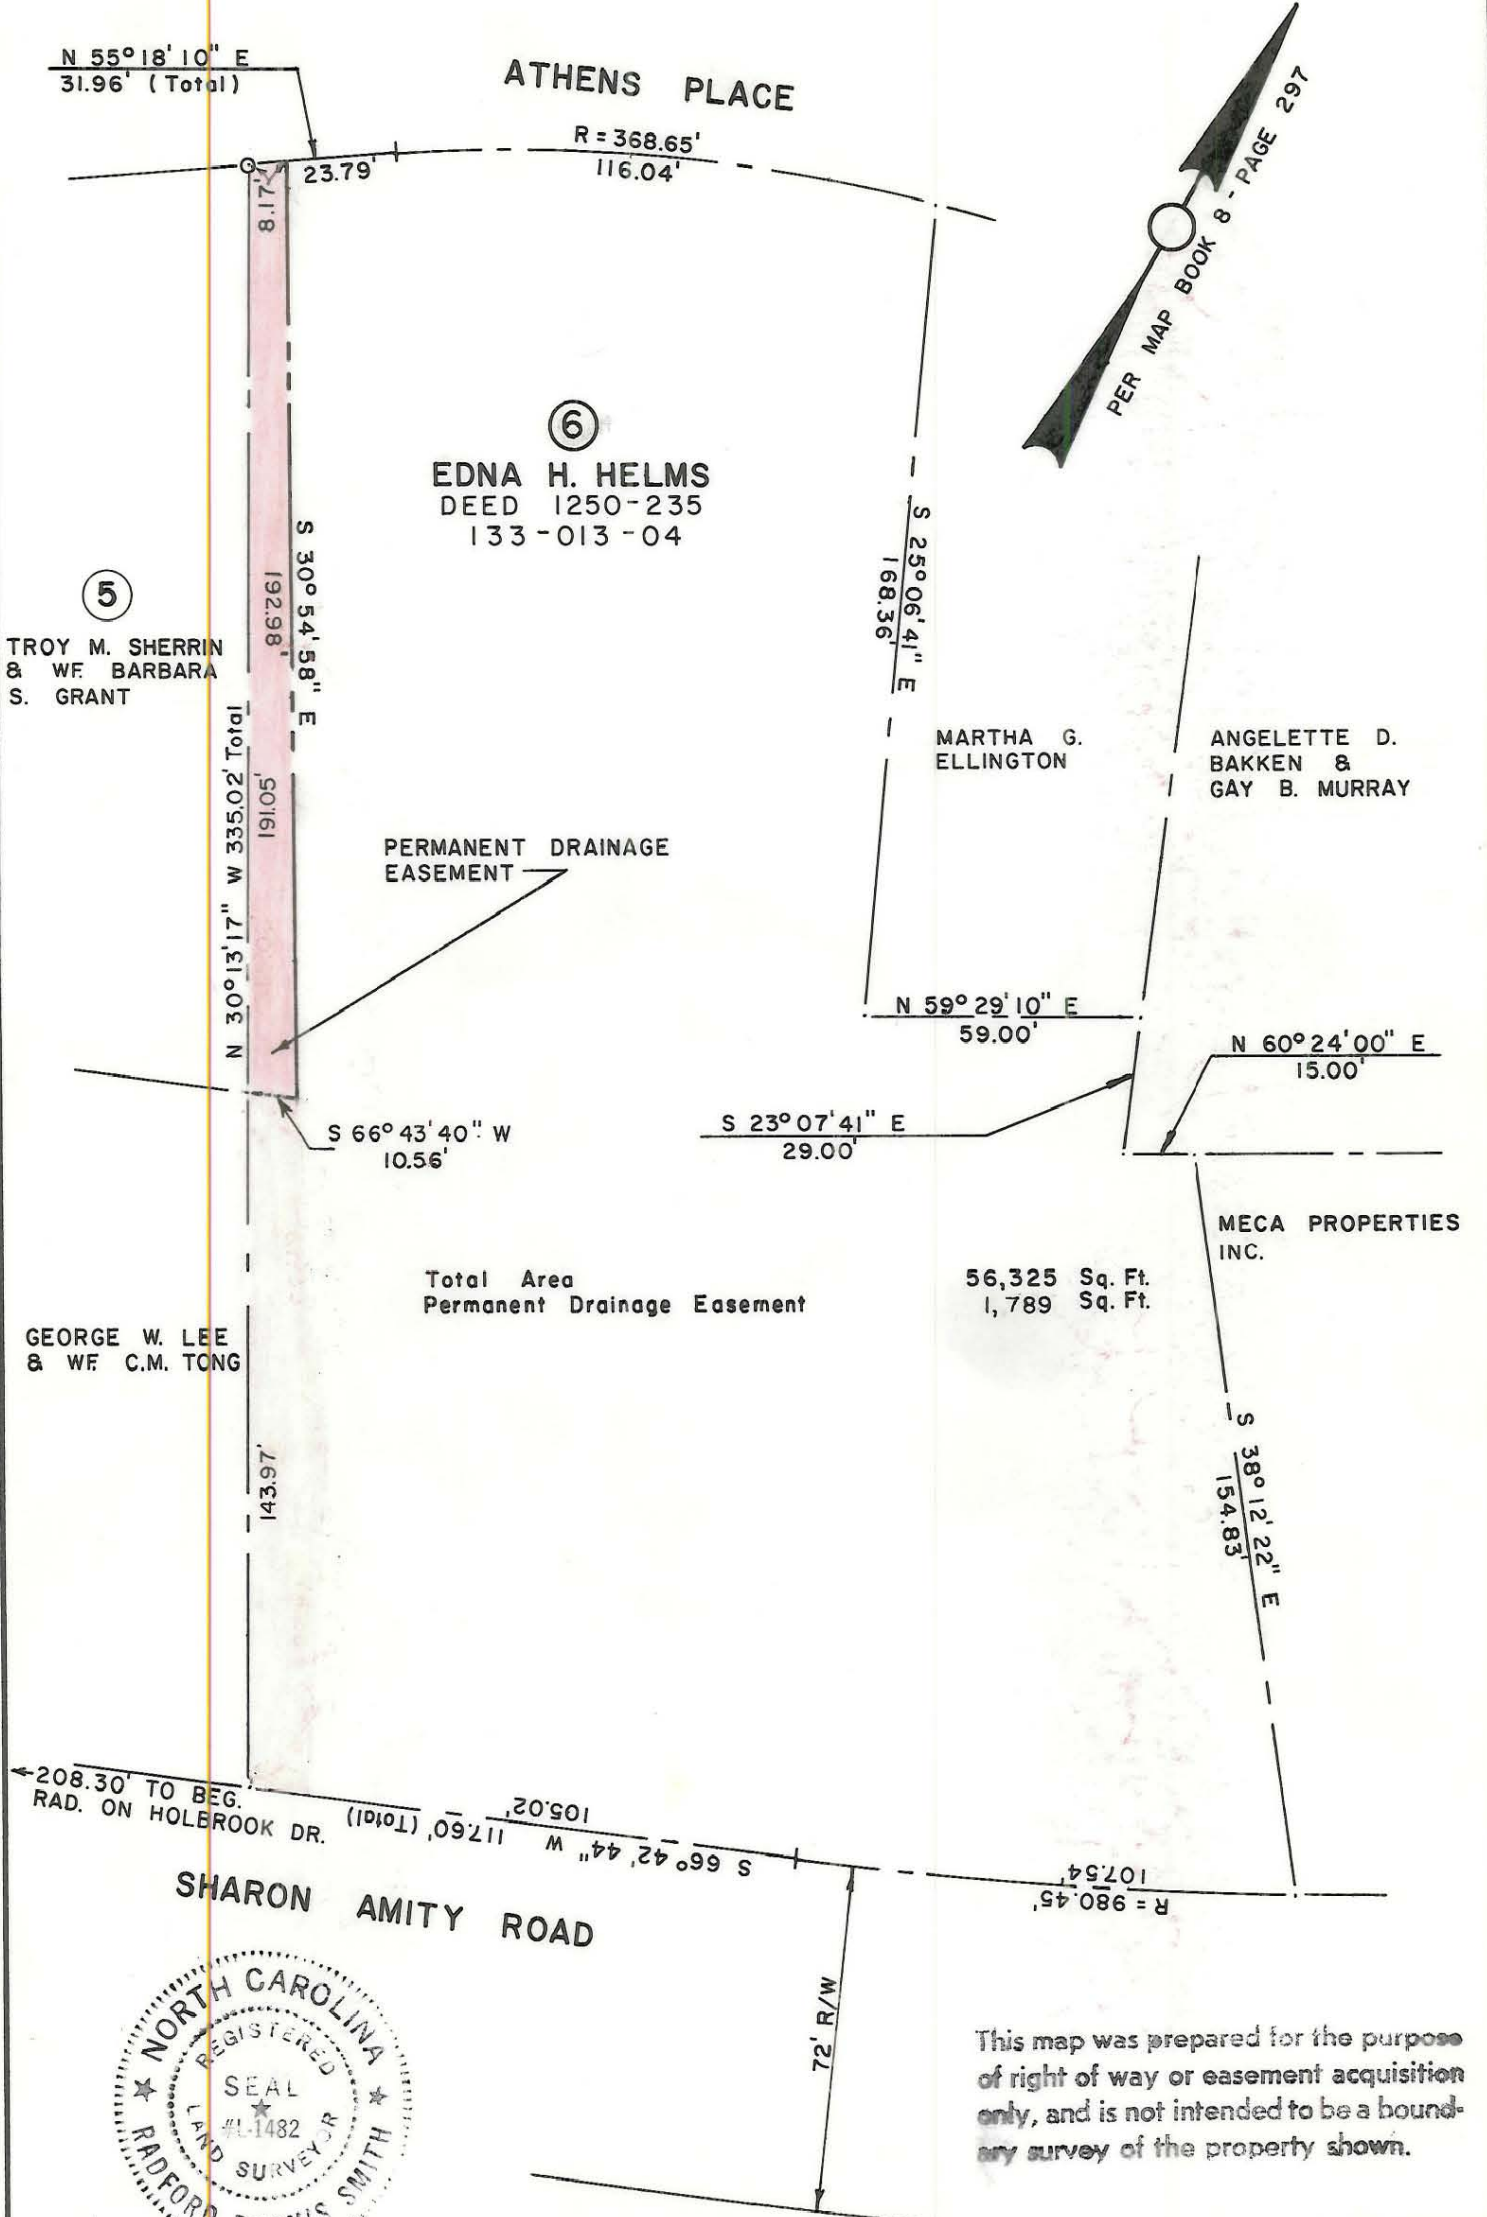 N 55° 18' 10" E
31.96' (Total)
ATHENS PLACE
R = 368.65'
116.04'
23.79'
8.17'
PER MAP BOOK 8 - PAGE 297
6
EDNA H. HELMS
DEED 1250-235
133-013-04
S 30° 54' 58" E
192.98'
5
TROY M. SHERRIN
& WF. BARBARA
S. GRANT
N 30° 13' 17" W 335.02' Total
191.05'
S 25° 06' 41" E
168.36'
MARTHA G.
ELLINGTON
ANGELETTE D.
BAKKEN &
GAY B. MURRAY
PERMANENT DRAINAGE
EASEMENT
N 59° 29' 10" E
59.00'
N 60° 24' 00" E
15.00'
S 66° 43' 40" W
10.56'
S 23° 07' 41" E
29.00'
MECA PROPERTIES
INC.
Total Area 56,325 Sq. Ft.
Permanent Drainage Easement 1,789 Sq. Ft.
GEORGE W. LEE
& WF. C.M. TONG
143.97'
S 38° 12' 22" E
154.83'
208.30' TO BEG.
RAD. ON HOLBROOK DR.
105.02'
S 66° 42' 44" W 117.60' (Total)
107.54'
R = 980.45'
SHARON AMITY ROAD
72' R/W
NORTH CAROLINA
REGISTERED
SEAL
#L-1482
LAND SURVEYOR
RADFORD SMITH
This map was prepared for the purpose
of right of way or easement acquisition
only, and is not intended to be a bound-
ary survey of the property shown.